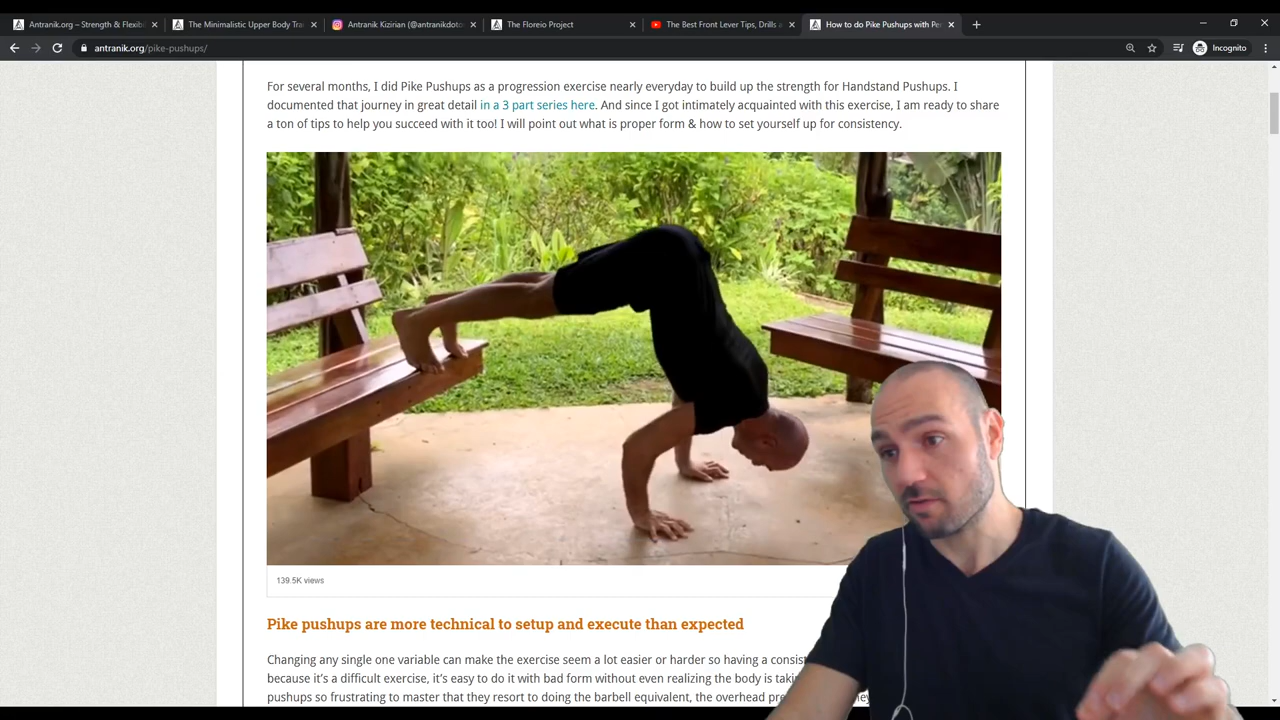 Antranik.org – Strength & Flexibi
The Minimalistic Upper Body Tra
Antranik Kizirian (@antranikdoto
The Floreio Project
The Best Front Lever Tips, Drills
How to do Pike Pushups with Pe
antranik.org/pike-pushups/
Incognito
For several months, I did Pike Pushups as a progression exercise nearly everyday to build up the strength for Handstand Pushups. I
documented that journey in great detail in a 3 part series here. And since I got intimately acquainted with this exercise, I am ready to share
a ton of tips to help you succeed with it too! I will point out what is proper form & how to set yourself up for consistency.
139.5K views
Pike pushups are more technical to setup and execute than expected
Changing any single one variable can make the exercise seem a lot easier or harder so having a consist
because it's a difficult exercise, it's easy to do it with bad form without even realizing the body is taki
pushups so frustrating to master that they resort to doing the barbell equivalent, the overhead pre